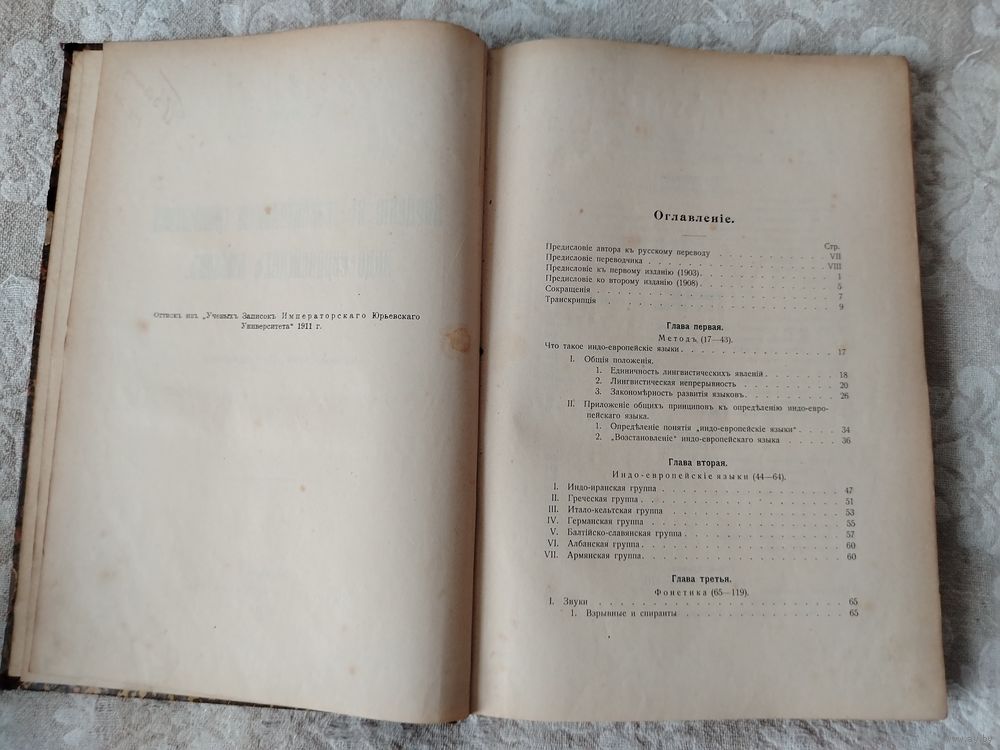 Оттискъ изъ „Ученыхъ Записокъ Императорскаго Юрьевскаго
Университета“ 1911 г.
Оглавленіе.
Стр.
Предисловіе автора къ русскому переводу . . . . . . . . . . . . VII
Предисловіе переводчика . . . . . . . . . . . . VIII
Предисловіе къ первому изданію (1903) . . . . . . . . . . . . 1
Предисловіе ко второму изданію (1908) . . . . . . . . . . . . 5
Сокращенія . . . . . . . . . . . . 7
Транскрипція . . . . . . . . . . . . 9
Глава первая.
Методъ (17—43).
Что такое индо-европейскіе языки . . . . . . . . . . . . 17
I. Общія положенія.
1. Единичность лингвистическихъ явленій . . . . . . . . 18
2. Лингвистическая непрерывность . . . . . . . . 20
3. Закономѣрность развитія языковъ . . . . . . . . 26
II. Приложеніе общихъ принциповъ къ опредѣленію индо-евро-
пейскаго языка.
1. Опредѣленіе понятія „индо-европейскіе языки“ . . . . 34
2. „Возстановленіе“ индо-европейскаго языка . . . . . . 36
Глава вторая.
Индо-европейскіе языки (44—64).
I. Индо-иранская группа . . . . . . . . . . . . 47
II. Греческая группа . . . . . . . . . . . . 51
III. Итало-кельтская группа . . . . . . . . . . . . 53
IV. Германская группа . . . . . . . . . . . . 55
V. Балтійско-славянская группа . . . . . . . . . . . . 57
VI. Албанская группа . . . . . . . . . . . . 60
VII. Армянская группа . . . . . . . . . . . . 60
Глава третья.
Фонетика (65—119).
I. Звуки . . . . . . . . . . . . 65
1. Взрывные и спиранты . . . . . . . . . . . . 65